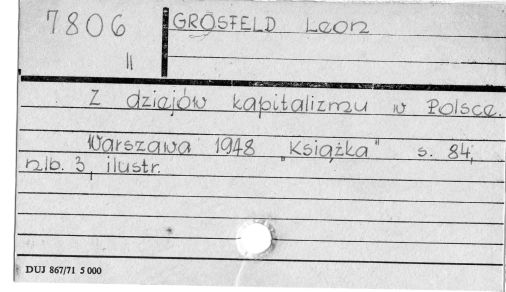 7806
II
GROSFELD Leon
Z dziejów kapitalizmu w Polsce.
Warszawa 1948 "Książka" s. 84,
nlb. 3, ilustr.
DUJ 867/71 5 000